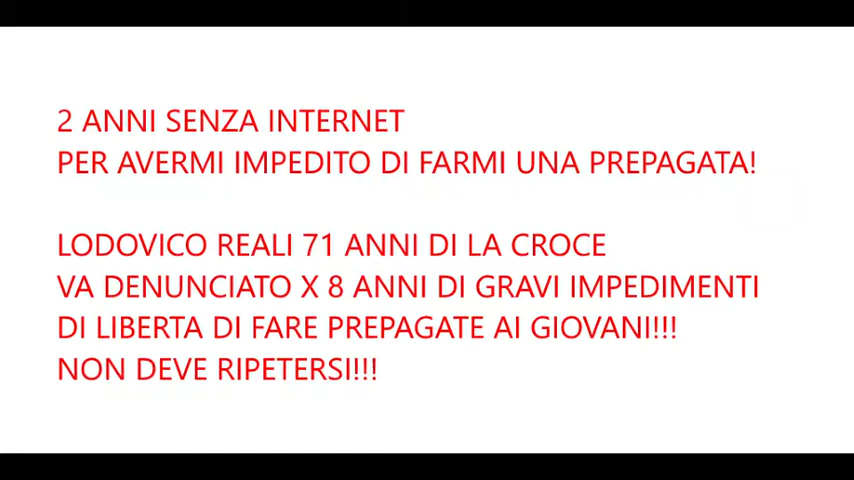 2 ANNI SENZA INTERNET
PER AVERMI IMPEDITO DI FARMI UNA PREPAGATA!
LODOVICO REALI 71 ANNI DI LA CROCE
VA DENUNCIATO X 8 ANNI DI GRAVI IMPEDIMENTI
DI LIBERTA DI FARE PREPAGATE AI GIOVANI!!!
NON DEVE RIPETERSI!!!